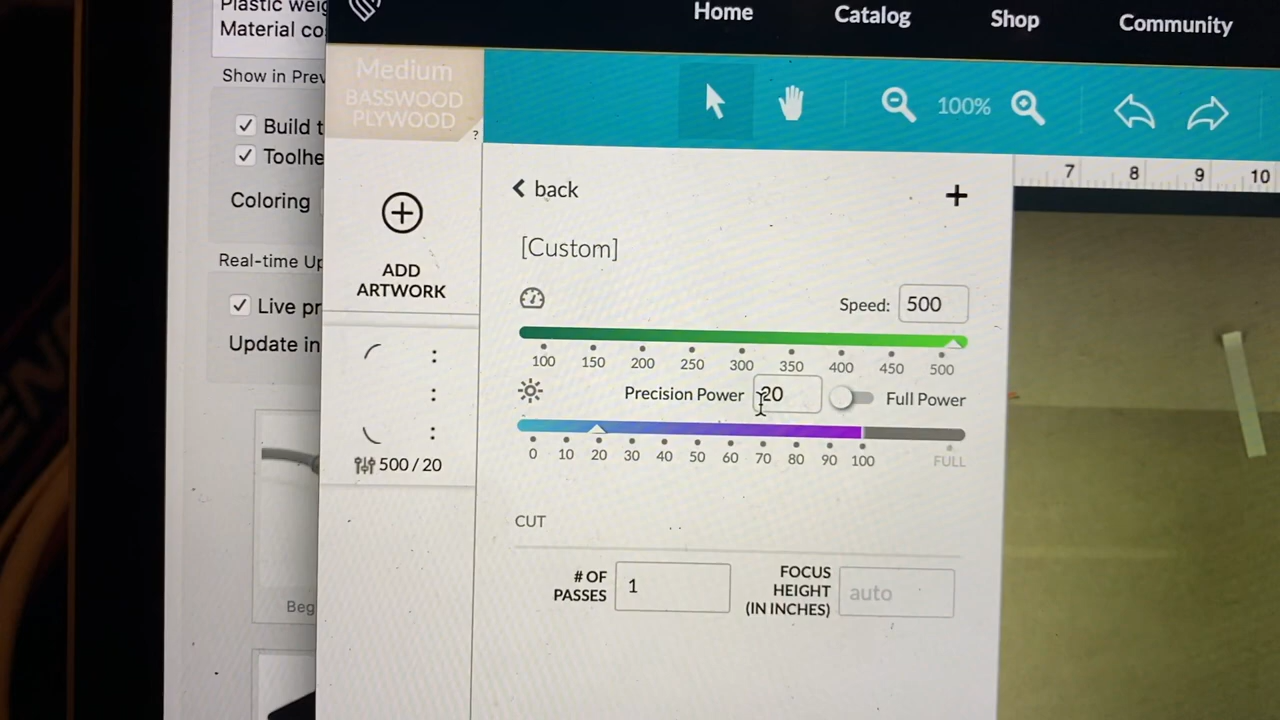 Plastic
Material co
Show in Prev
Build t
Toolhe
Coloring
Real-time Up
Live pr
Update in
Beg
Home
Catalog
Shop
Community
Medium
BASSWOOD
PLYWOOD
?
100%
7 8 9 10
ADD
ARTWORK
500 / 20
back
[Custom]
Speed: 500
100 150 200 250 300 350 400 450 500
Precision Power 20 Full Power
0 10 20 30 40 50 60 70 80 90 100 FULL
CUT
# OF
PASSES
1
FOCUS
HEIGHT
(IN INCHES)
auto